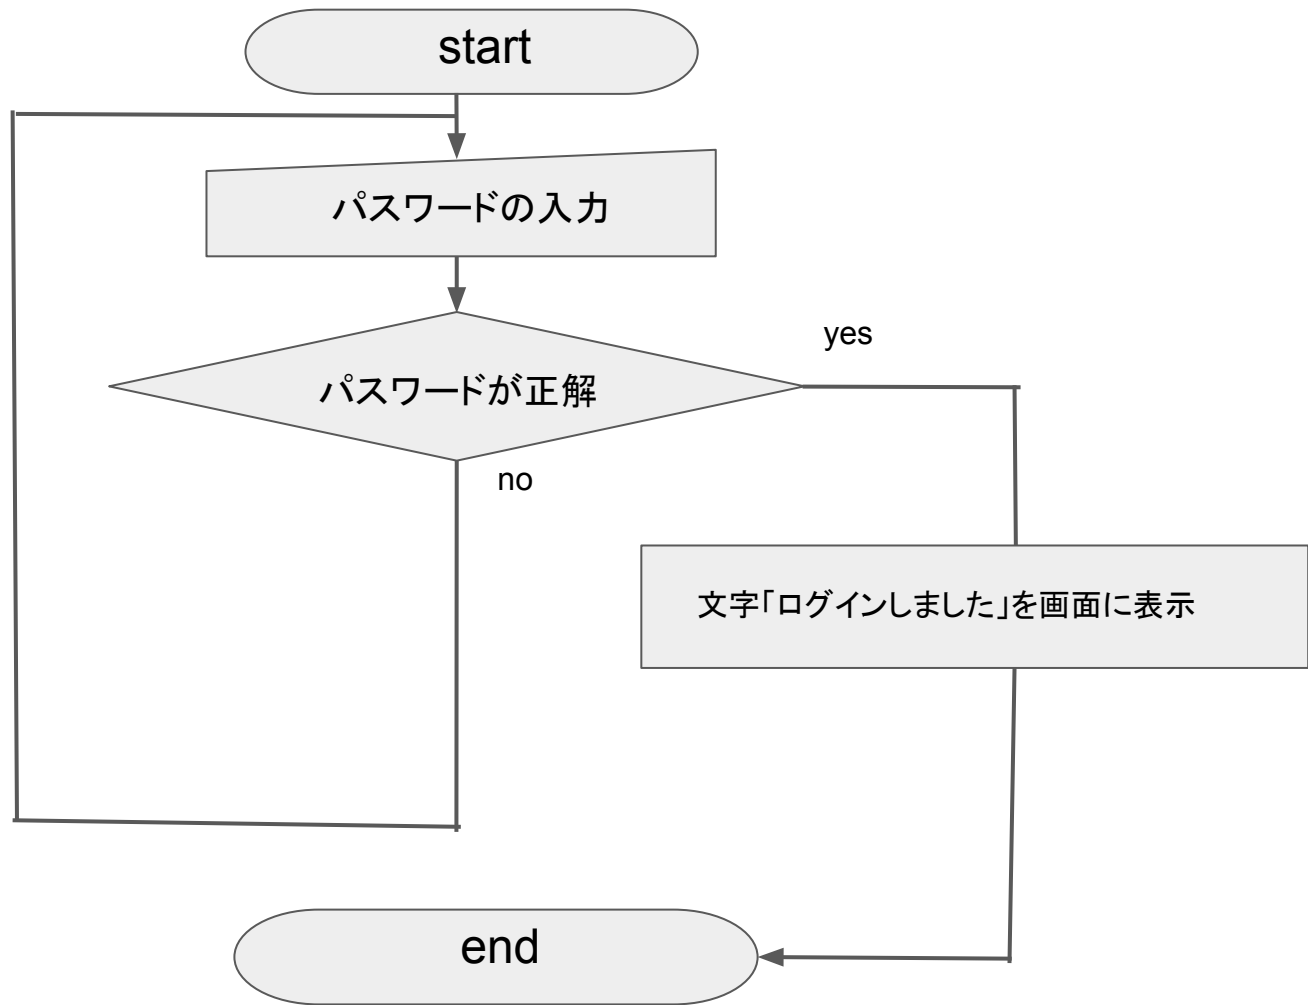 start
パスワードの入力
yes
パスワードが正解
no
文字「ログインしました」を画面に表示
end